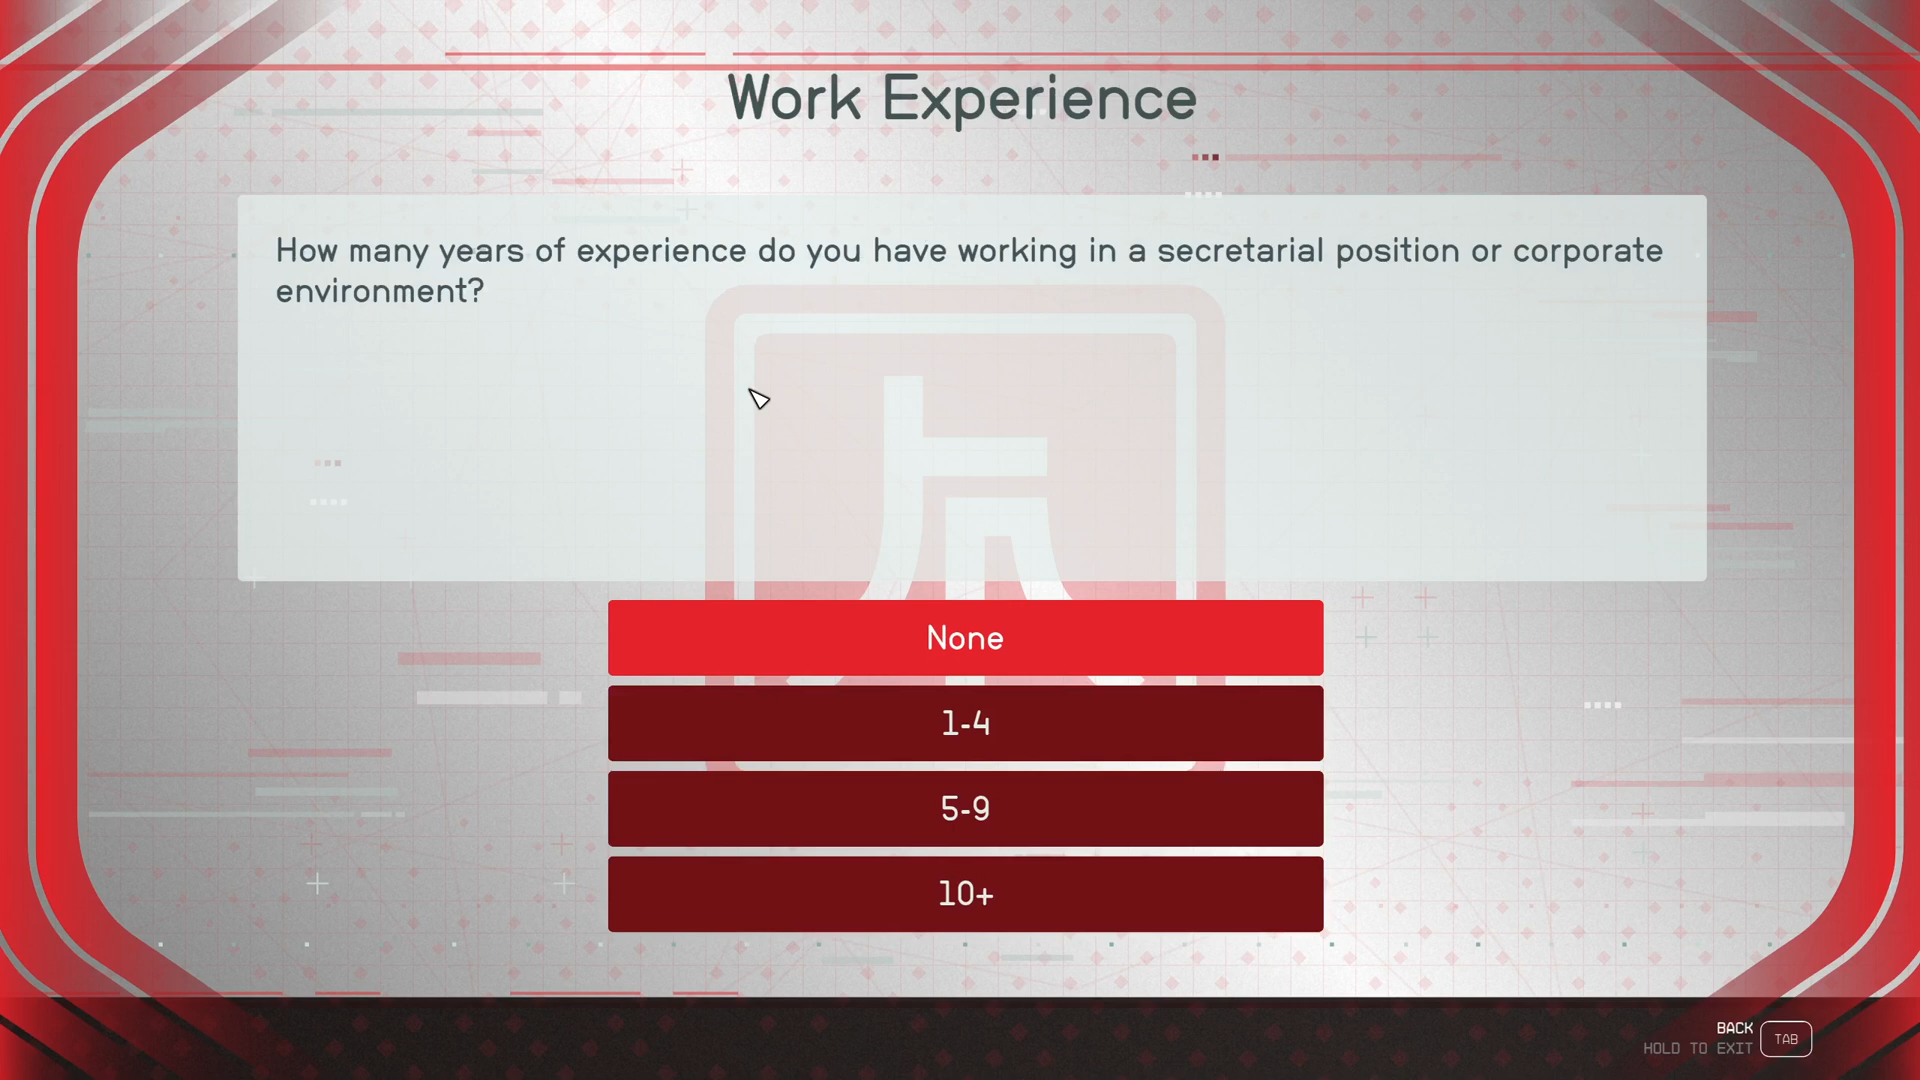 Work Experience
How many years of experience do you have working in a secretarial position or corporate
environment?
None
1-4
5-9
10+
BACK
HOLD TO EXIT
TAB